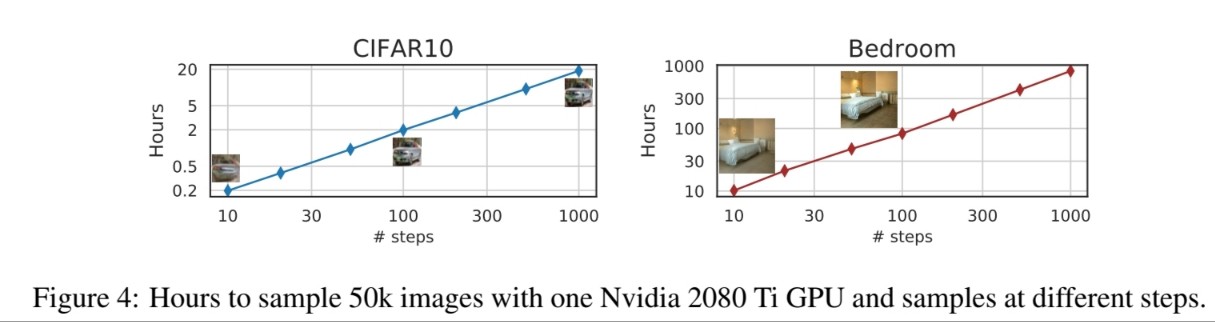 CIFAR10
20
5
2
0.5
0.2
Hours
10 30 100 300 1000
# steps
Bedroom
1000
300
100
30
10
Hours
10 30 100 300 1000
# steps
Figure 4: Hours to sample 50k images with one Nvidia 2080 Ti GPU and samples at different steps.